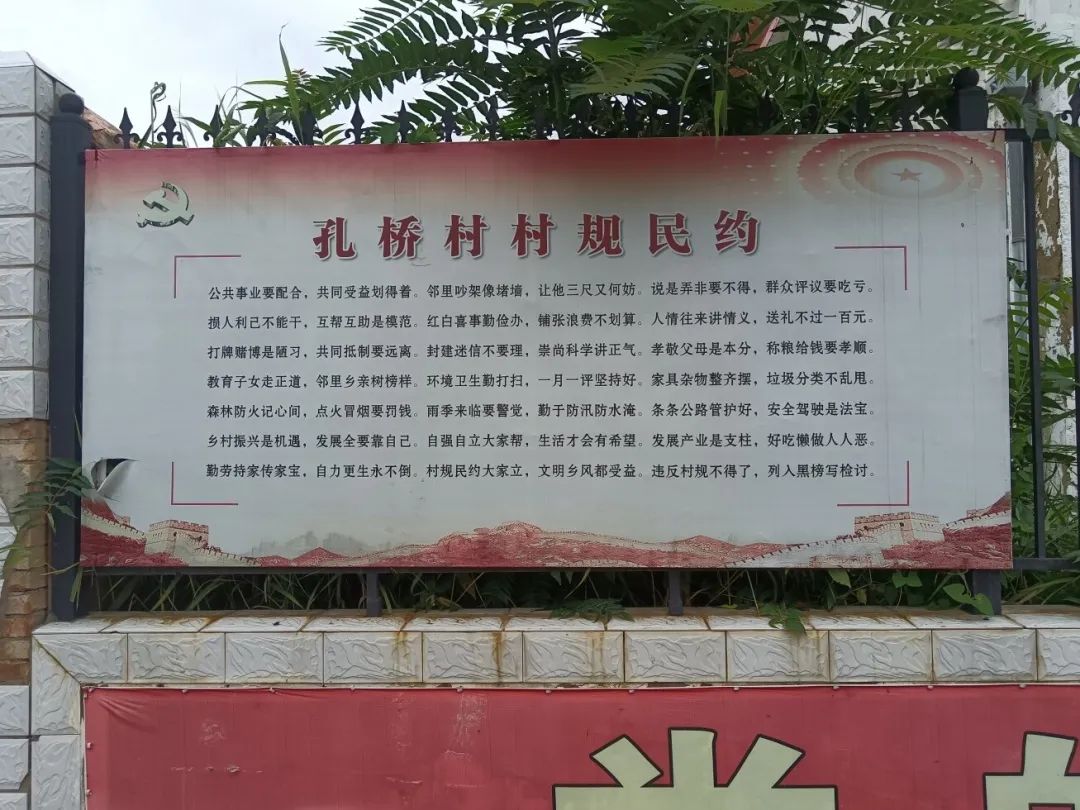 孔桥村村规民约
公共事业要配合，共同受益划得着。邻里吵架像堵墙，让他三尺又何妨。说是弄非要不得，群众评议要吃亏。
损人利己不能干，互帮互助是模范。红白喜事勤俭办，铺张浪费不划算。人情往来讲情义，送礼不过一百元。
打牌赌博是陋习，共同抵制要远离。封建迷信不要理，崇尚科学讲正气。孝敬父母是本分，称粮给钱要孝顺。
教育子女走正道，邻里乡亲树榜样。环境卫生勤打扫，一月一评坚持好。家具杂物整齐摆，垃圾分类不乱甩。
森林防火记心间，点火冒烟要罚钱。雨季来临要警觉，勤于防汛防水淹。条条公路管护好，安全驾驶是法宝。
乡村振兴是机遇，发展全要靠自己。自强自立大家帮，生活才会有希望。发展产业是支柱，好吃懒做人人恶。
勤劳持家传家宝，自力更生永不倒。村规民约大家立，文明乡风都受益。违反村规不得了，列入黑榜写检讨。